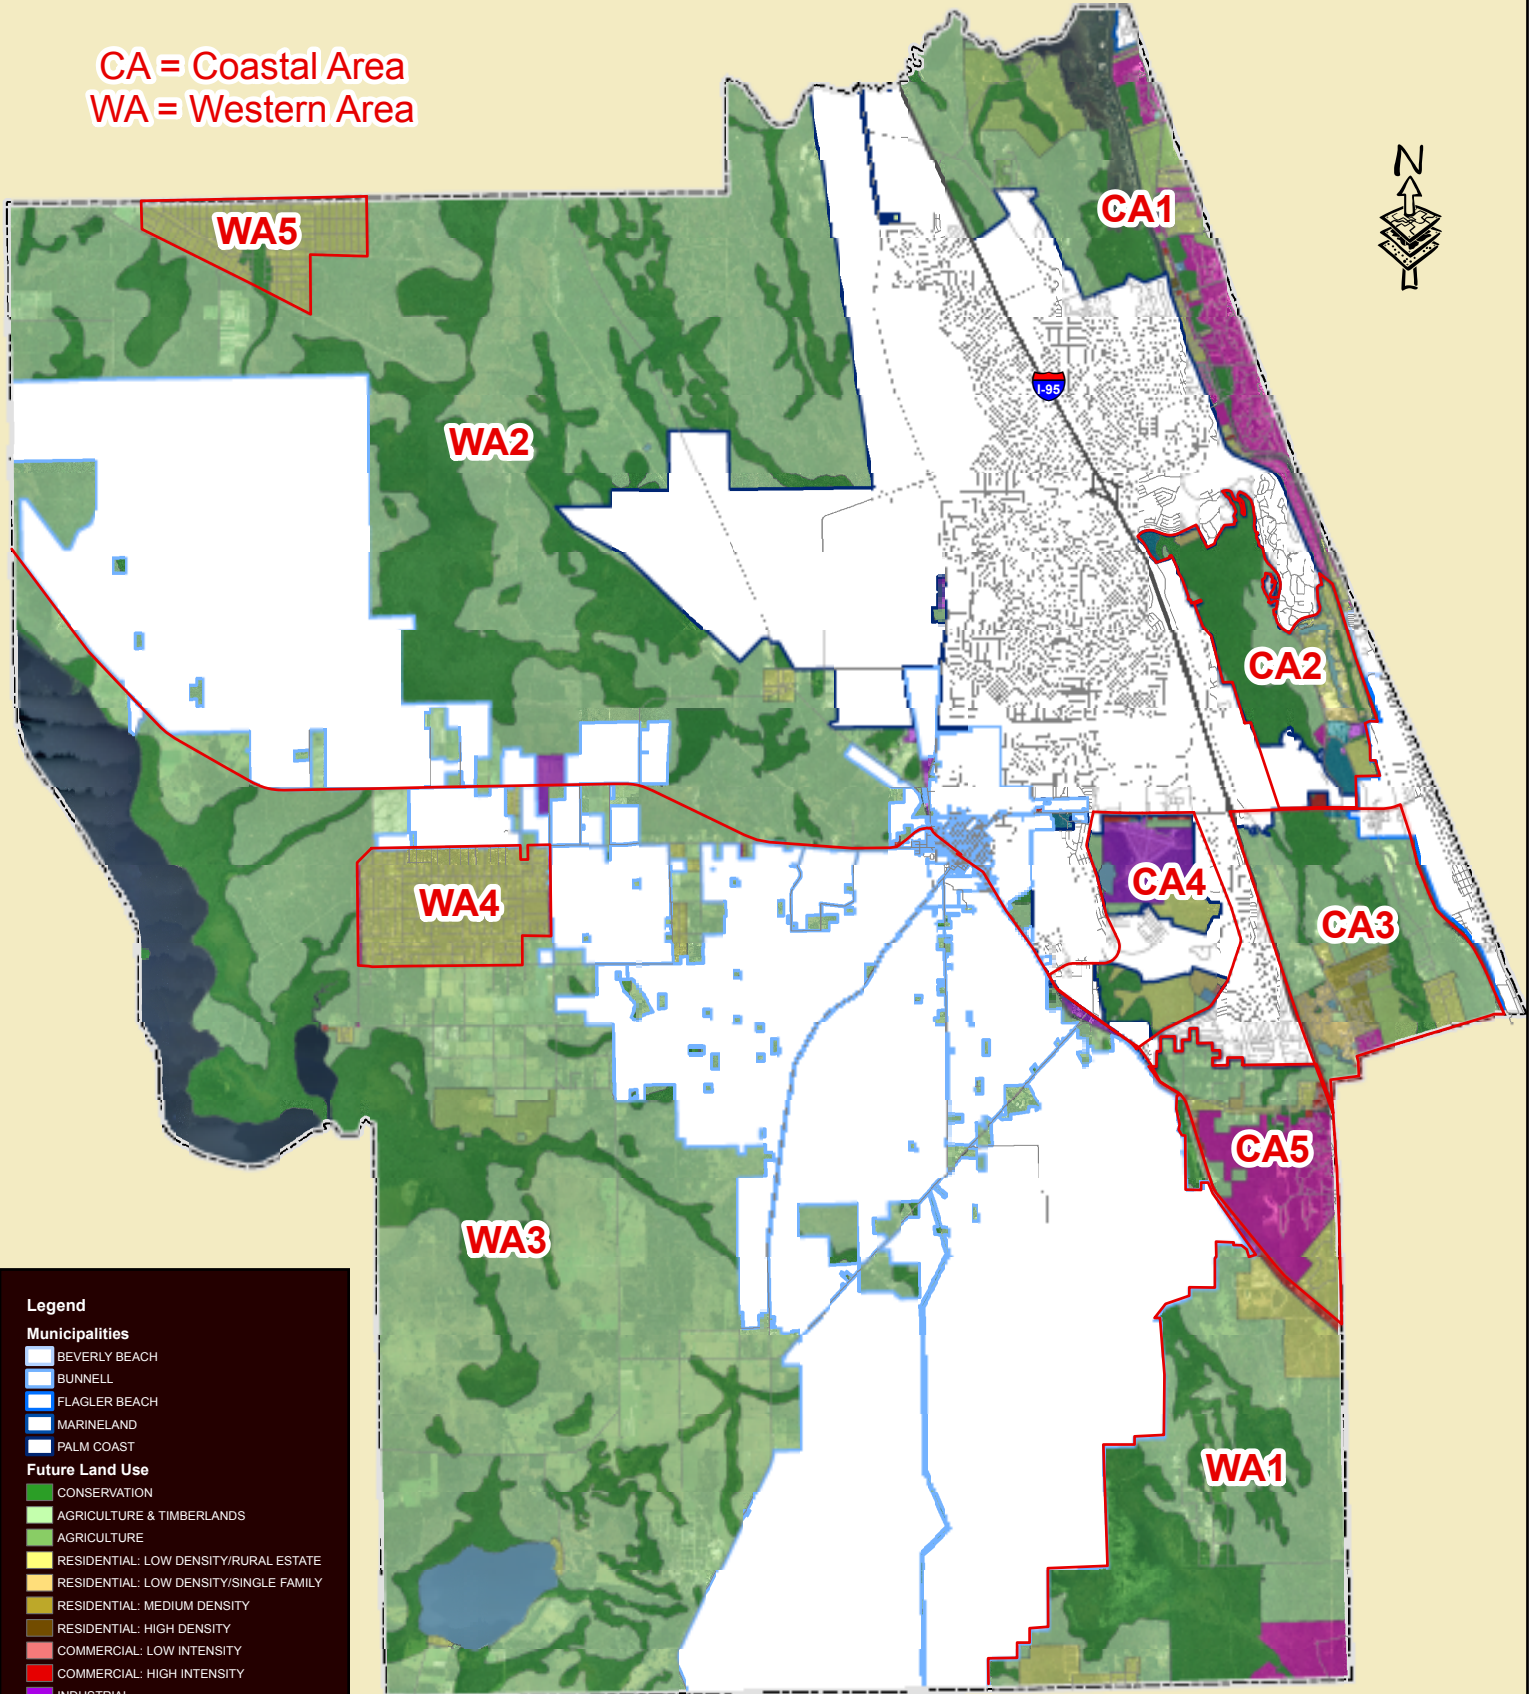 CA = Coastal Area
WA = Western Area
N
WA5
CA1
I-95
WA2
CA2
CA4
WA4
CA3
CA5
WA3
WA1
Legend
Municipalities
BEVERLY BEACH
BUNNELL
FLAGLER BEACH
MARINELAND
PALM COAST
Future Land Use
CONSERVATION
AGRICULTURE & TIMBERLANDS
AGRICULTURE
RESIDENTIAL: LOW DENSITY/RURAL ESTATE
RESIDENTIAL: LOW DENSITY/SINGLE FAMILY
RESIDENTIAL: MEDIUM DENSITY
RESIDENTIAL: HIGH DENSITY
COMMERCIAL: LOW INTENSITY
COMMERCIAL: HIGH INTENSITY
INDUSTRIAL